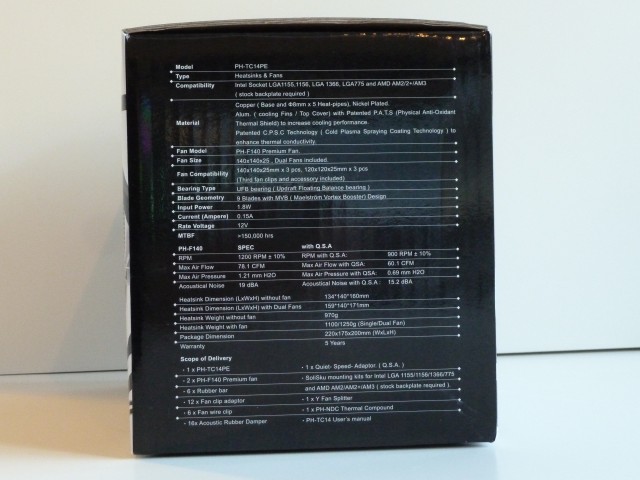 Model PH-TC14PE
Type Heatsinks & Fans
Compatibility Intel Socket LGA1155,1156, LGA 1366, LGA775 and AMD AM2/2+/AM3
( stock backplate required )
Copper ( Base and Φ8mm x 5 Heat-pipes), Nickel Plated.
Alum. ( cooling Fins / Top Cover) with Patented P.A.T.S (Physical Anti-Oxidant
Material Thermal Shield) to increase cooling performance.
Patented C.P.S.C Technology ( Cold Plasma Spraying Coating Technology ) to
enhance thermal conductivity.
Fan Model PH-F140 Premium Fan.
Fan Size 140x140x25 , Dual Fans included.
Fan Compatibility 140x140x25mm x 3 pcs, 120x120x25mm x 3 pcs
(Third fan clips and accessory included)
Bearing Type UFB bearing ( Updraft Floating Balance bearing )
Blade Geometry 9 Blades with MVB ( Maelström Vortex Booster) Design
Input Power 1.8W
Current (Ampere) 0.15A
Rate Voltage 12V
MTBF >150,000 hrs
PH-F140 SPEC with Q.S.A
RPM 1200 RPM ± 10% RPM with Q.S.A: 900 RPM ± 10%
Max Air Flow 78.1 CFM Max Air Flow with QSA: 60.1 CFM
Max Air Pressure 1.21 mm H2O Max Air Pressure with QSA: 0.69 mm H2O
Acoustical Noise 19 dBA Acoustical Noise with Q.S.A : 15.2 dBA
Heatsink Dimension (LxWxH) without fan 134*140*160mm
Heatsink Dimension (LxWxH) with Dual Fans 159*140*171mm
Heatsink Weight without fan 970g
Heatsink Weight with fan 1100/1250g (Single/Dual Fan)
Package Dimension 220x175x200mm (WxLxH)
Warranty 5 Years
Scope of Delivery
· 1 x PH-TC14PE · 1 x Quiet- Speed- Adaptor ( Q.S.A. )
· 2 x PH-F140 Premium fan · SotiSku mounting kits for Intel LGA 1155/1156/1366/775
· 6 x Rubber bar and AMD AM2/AM2+/AM3 ( stock backplate required ).
· 12 x Fan clip adaptor · 1 x Y Fan Splitter
· 6 x Fan wire clip · 1 x PH-NDC Thermal Compound
· 16x Acoustic Rubber Damper · PH-TC14 User's manual